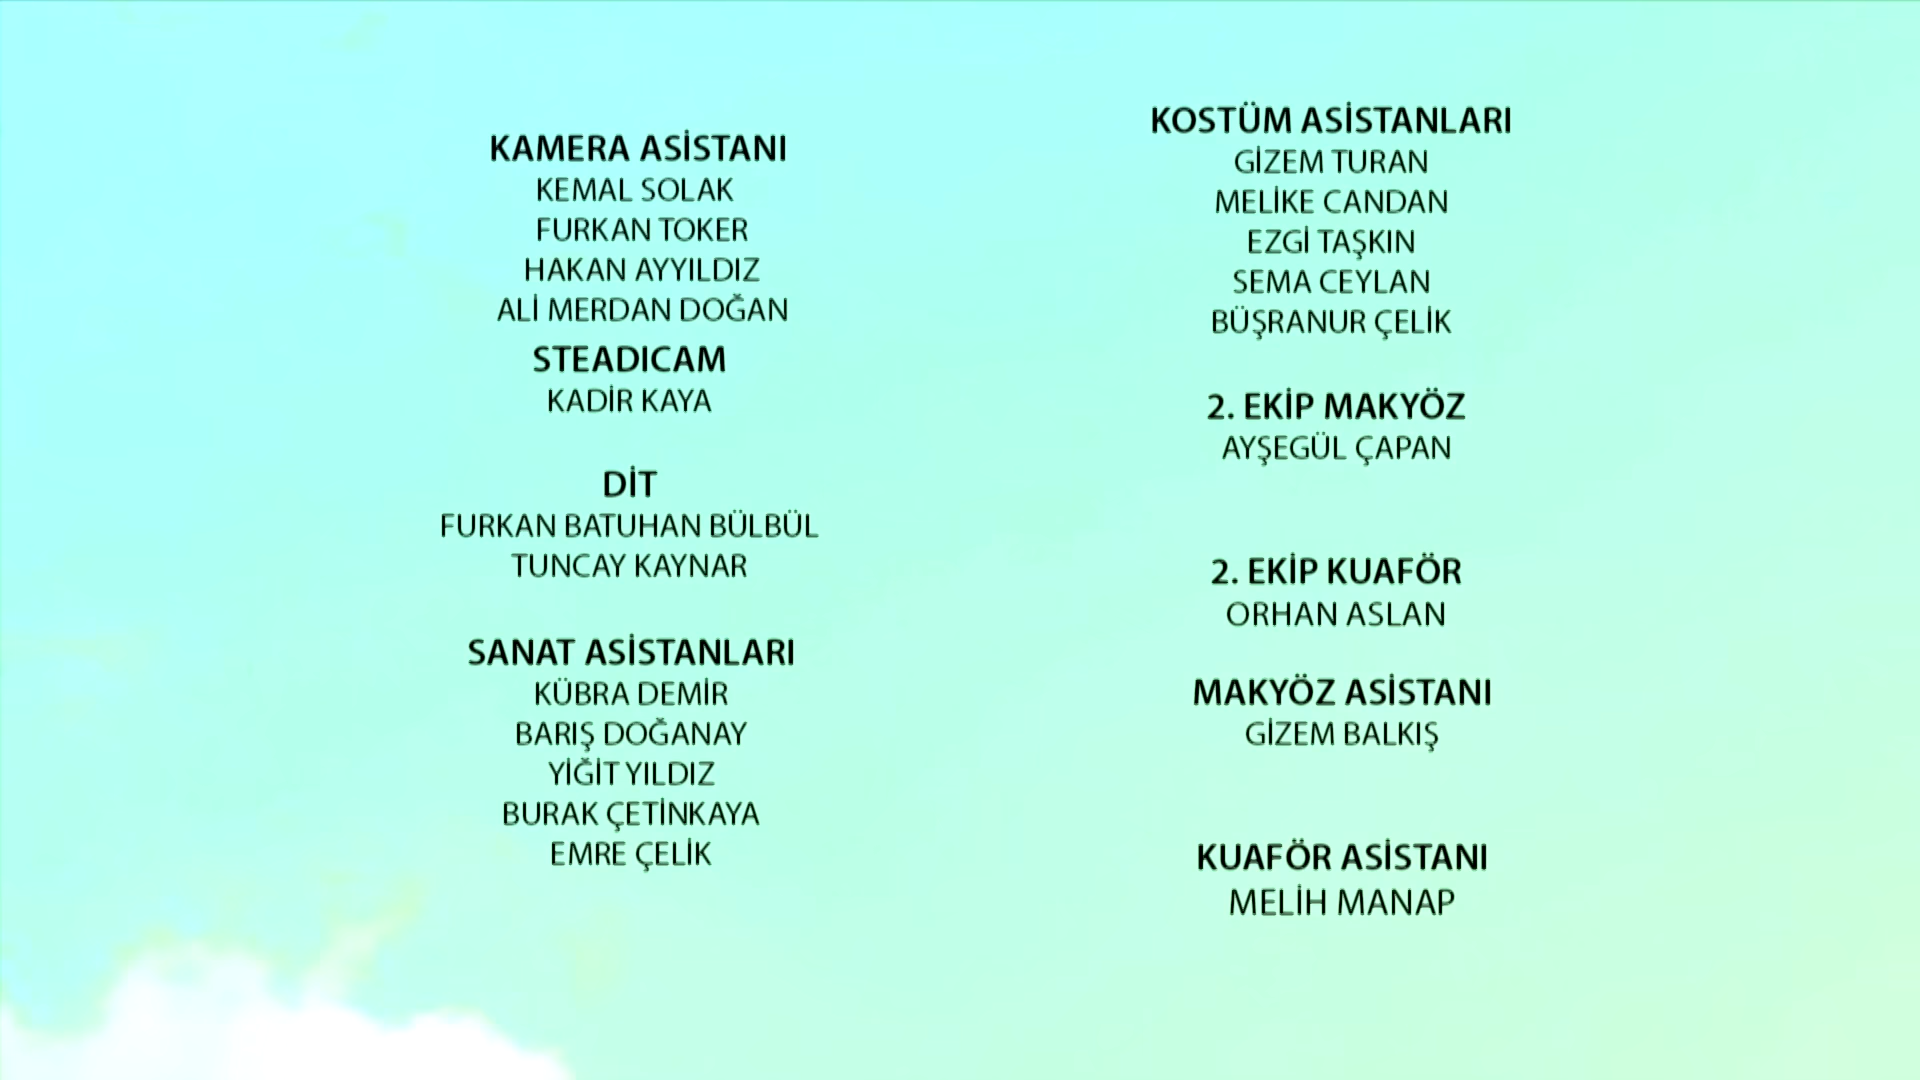 KAMERA ASİSTANI
KEMAL SOLAK
FURKAN TOKER
HAKAN AYYILDIZ
ALİ MERDAN DOĞAN
STEADICAM
KADİR KAYA
DİT
FURKAN BATUHAN BÜLBÜL
TUNCAY KAYNAR
SANAT ASİSTANLARI
KÜBRA DEMİR
BARIŞ DOĞANAY
YİĞİT YILDIZ
BURAK ÇETİNKAYA
EMRE ÇELİK
KOSTÜM ASİSTANLARI
GİZEM TURAN
MELİKE CANDAN
EZGİ TAŞKIN
SEMA CEYLAN
BÜŞRANUR ÇELİK
2. EKİP MAKYÖZ
AYŞEGÜL ÇAPAN
2. EKİP KUAFÖR
ORHAN ASLAN
MAKYÖZ ASİSTANI
GİZEM BALKIŞ
KUAFÖR ASİSTANI
MELİH MANAP